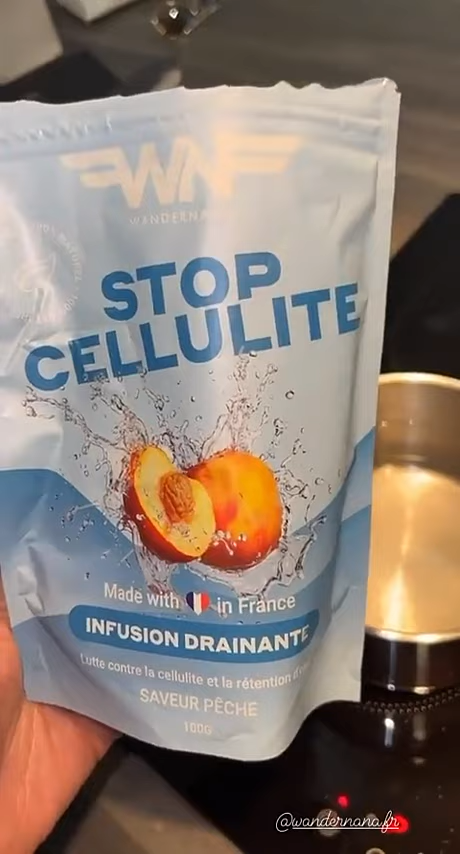 WNF
STOP
CELLULITE
Made with in France
INFUSION DRAINANTE
Lutte contre la cellulite et la rétention
SAVEUR PÊCHE
100G
@wandernana.fr